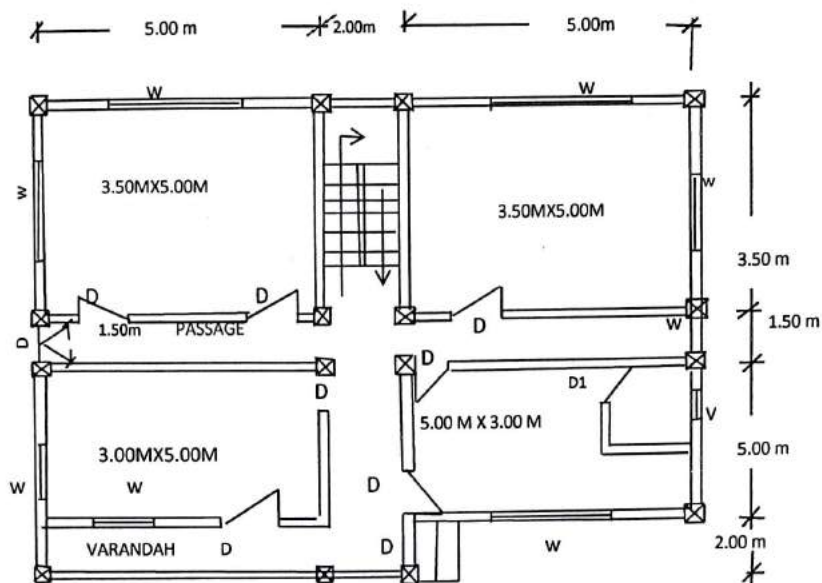 5.00 m 2.00m 5.00m
W W
3.50MX5.00M
W
3.50MX5.00M
W
3.50 m
D D
1.50m PASSAGE
D
W
1.50 m
D
D
D
D1
5.00 M X 3.00 M
V
3.00MX5.00M
5.00 m
W W
D
VARANDAH D
D
W
2.00 m